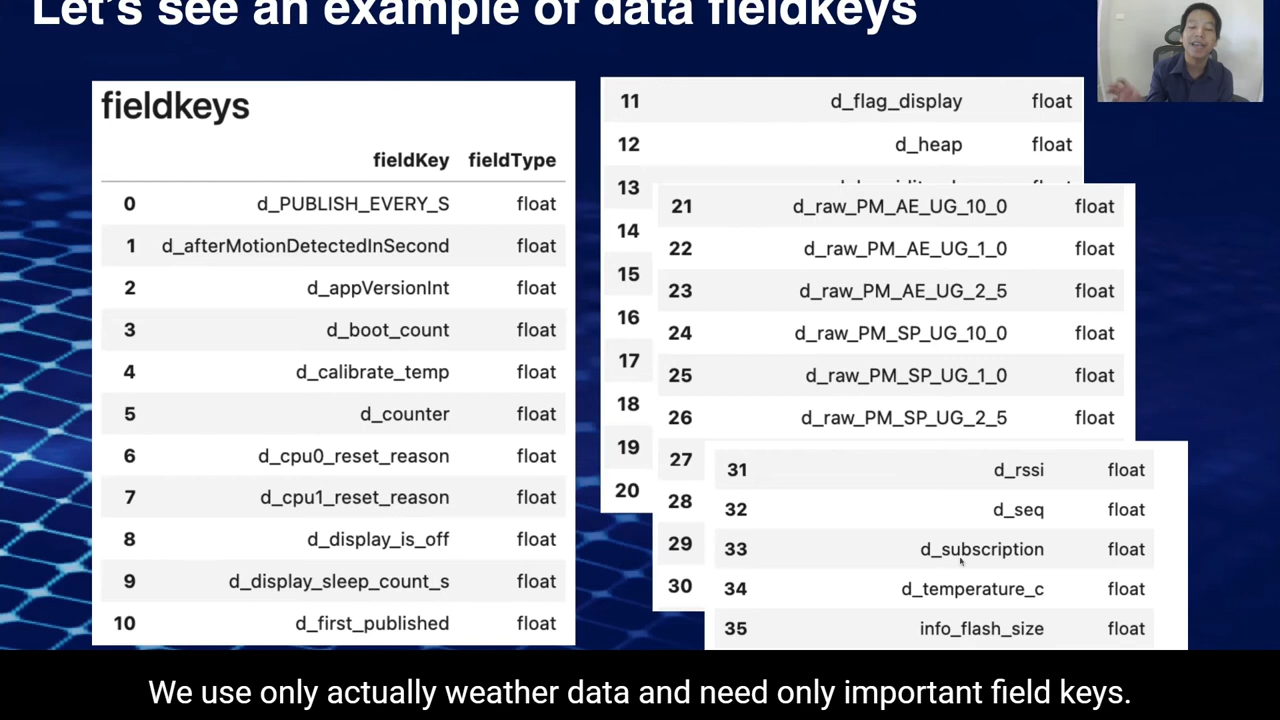 Let's see an example of data fieldkeys
fieldkeys
fieldKey fieldType
0 d_PUBLISH_EVERY_S float
1 d_afterMotionDetectedInSecond float
2 d_appVersionInt float
3 d_boot_count float
4 d_calibrate_temp float
5 d_counter float
6 d_cpu0_reset_reason float
7 d_cpu1_reset_reason float
8 d_display_is_off float
9 d_display_sleep_count_s float
10 d_first_published float
11 d_flag_display float
12 d_heap float
13
14
15
16
17
18
19
20
21 d_raw_PM_AE_UG_10_0 float
22 d_raw_PM_AE_UG_1_0 float
23 d_raw_PM_AE_UG_2_5 float
24 d_raw_PM_SP_UG_10_0 float
25 d_raw_PM_SP_UG_1_0 float
26 d_raw_PM_SP_UG_2_5 float
27
28
29
30
31 d_rssi float
32 d_seq float
33 d_subscription float
34 d_temperature_c float
35 info_flash_size float
We use only actually weather data and need only important field keys.